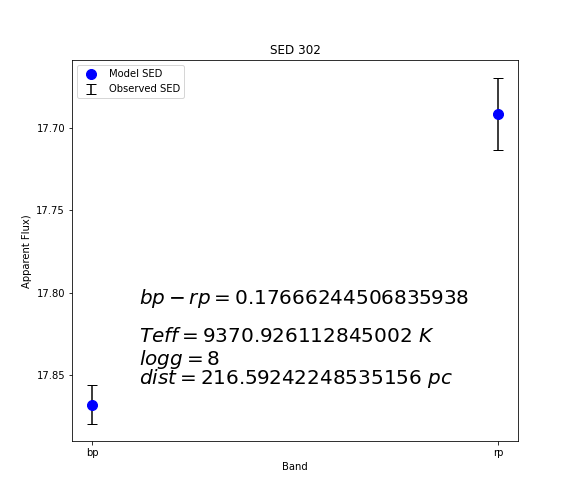 SED 302
Model SED
Observed SED
17.70
17.75
17.80
17.85
Apparent Flux)
bp − rp = 0.17666244506835938
Teff = 9370.926112845002 K
logg = 8
dist = 216.59242248535156 pc
bp
rp
Band